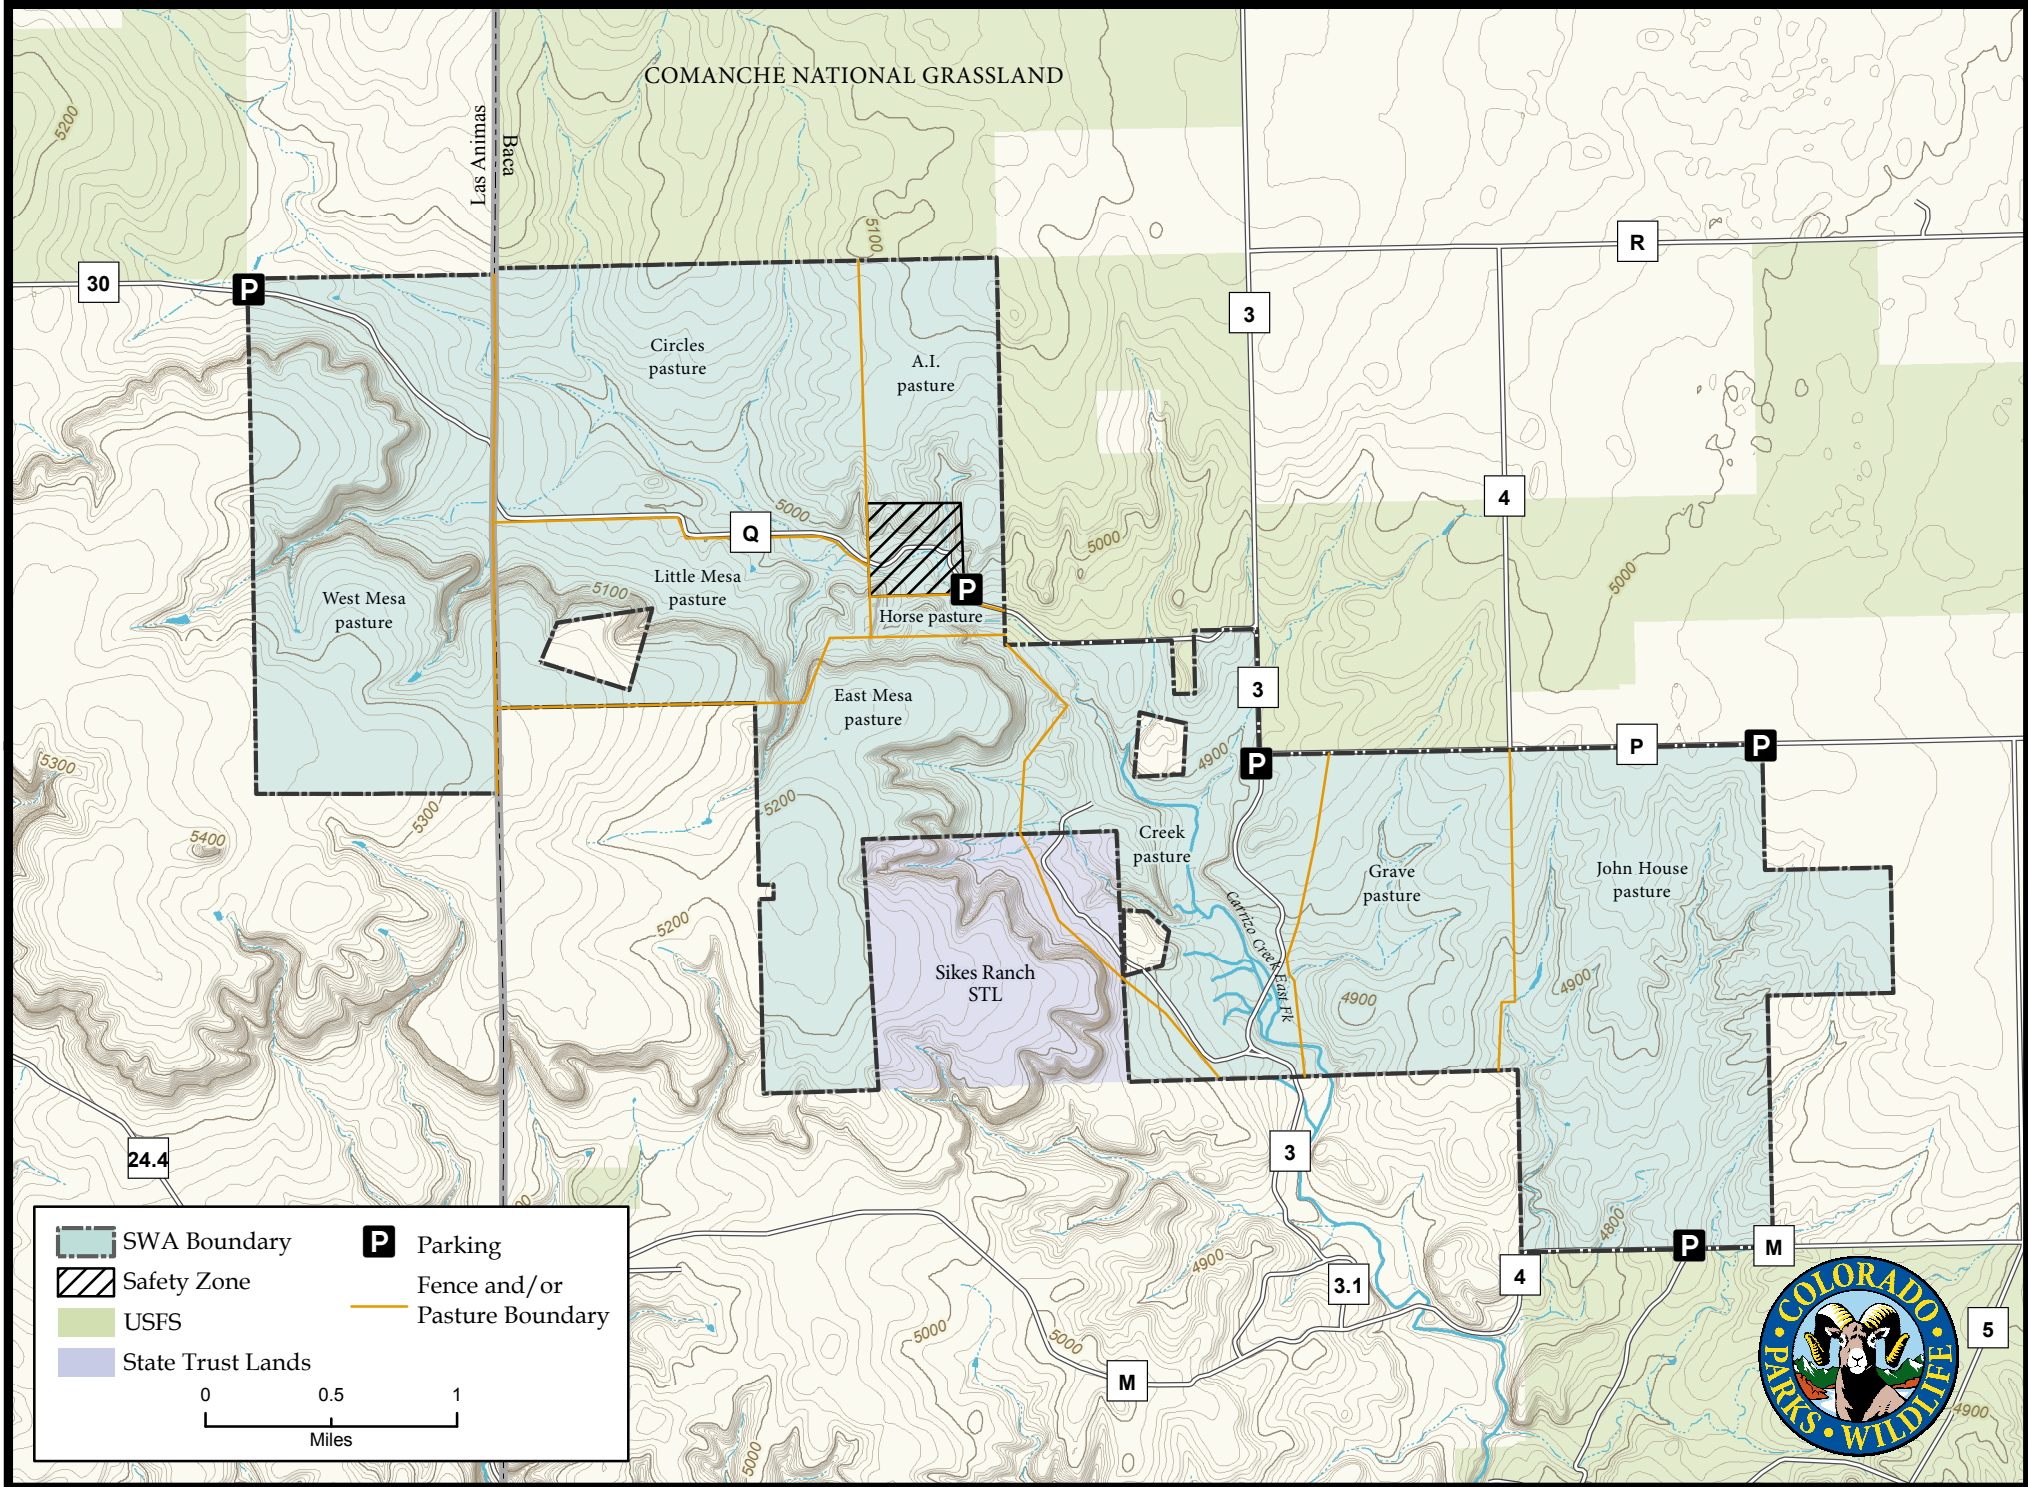 COMANCHE NATIONAL GRASSLAND
5200
Las Animas
Baca
5100
R
30
P
3
Circles
pasture
A.I.
pasture
4
5000
Q
5000
5000
Little Mesa
pasture
5100
West Mesa
pasture
P
Horse pasture
East Mesa
pasture
3
4900
P
P
P
5300
5400
5300
5200
Creek
pasture
Grave
pasture
John House
pasture
5200
Carrizo Creek East Fk
Sikes Ranch
STL
4900
4900
24.4
3
4800
P
M
4900
3.1
4
5
5000
5000
M
4900
5000
SWA Boundary
Safety Zone
USFS
State Trust Lands
P
Parking
Fence and/or
Pasture Boundary
0
0.5
1
Miles
COLORADO
PARKS • WILDLIFE